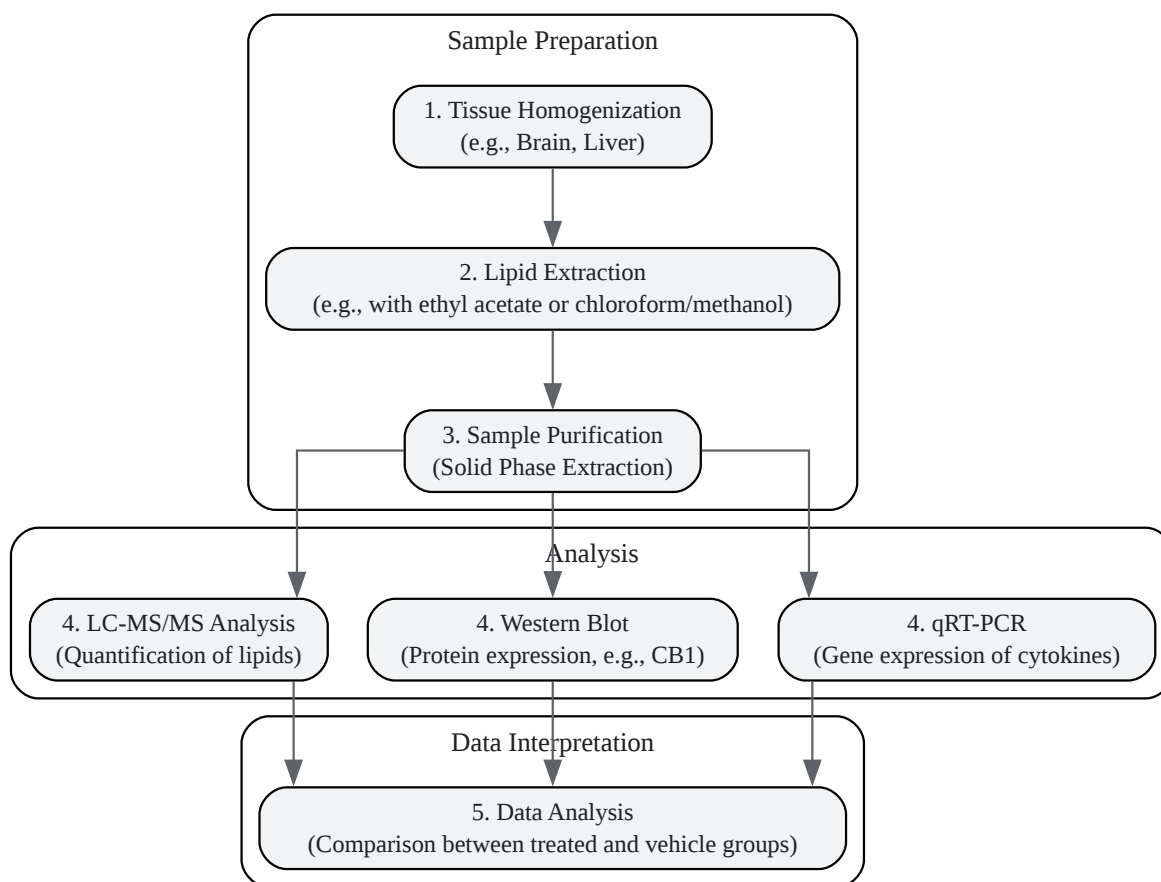 Sample Preparation
1. Tissue Homogenization
(e.g., Brain, Liver)
2. Lipid Extraction
(e.g., with ethyl acetate or chloroform/methanol)
3. Sample Purification
(Solid Phase Extraction)
Analysis
4. LC-MS/MS Analysis
(Quantification of lipids)
4. Western Blot
(Protein expression, e.g., CB1)
4. qRT-PCR
(Gene expression of cytokines)
Data Interpretation
5. Data Analysis
(Comparison between treated and vehicle groups)